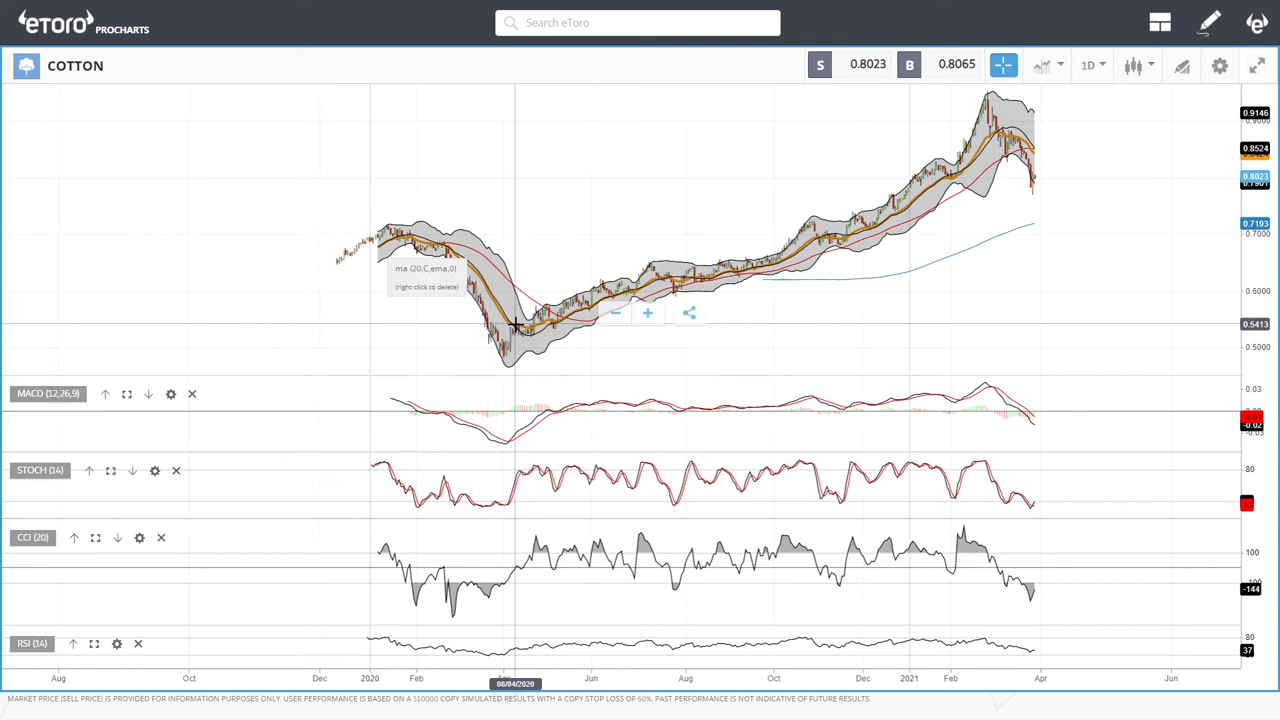 eToro PROCHARTS
Search eToro
COTTON
S 0.8023 B 0.8065
1D
0.9146
0.9000
0.8524
0.8023
0.7901
0.7193
0.7000
ma (20,C,ema,0)
(right click to delete)
0.6000
0.5413
0.5000
MACD (12,26,9)
0.03
-0.02
STOCH (14)
80
CCI (20)
100
-144
RSI (14)
80
37
Aug Oct Dec 2020 Feb Jun Aug Oct Dec 2021 Feb Apr Jun
08/04/2020
MARKET PRICE (SELL PRICE) IS PROVIDED FOR INFORMATION PURPOSES ONLY. USER PERFORMANCE IS BASED ON A $10000 COPY SIMULATED RESULTS WITH A COPY STOP LOSS OF 60%. PAST PERFORMANCE IS NOT INDICATIVE OF FUTURE RESULTS.